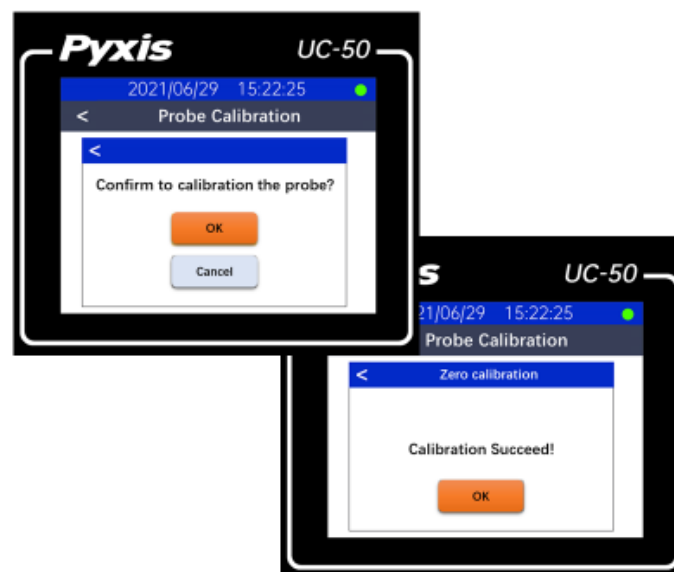 Pyxis UC-50
2021/06/29 15:22:25
< Probe Calibration
<
Confirm to calibration the probe?
OK
Cancel
s UC-50
21/06/29 15:22:25
Probe Calibration
< Zero calibration
Calibration Succeed!
OK